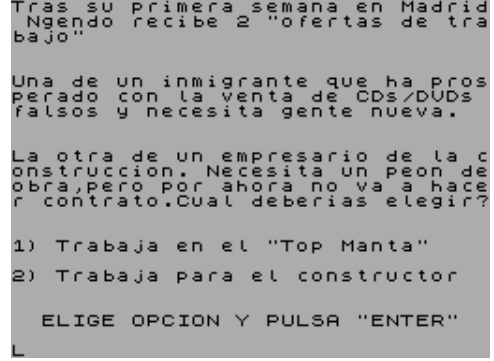 Tras su primera semana en Madrid
 Ngendo recibe 2 "ofertas de tra
bajo"
Una de un inmigrante que ha pros
perado con la venta de CDs/DVDs
falsos y necesita gente nueva.
La otra de un empresario de la c
onstruccion. Necesita un peon de
obra,pero por ahora no va a hace
r contrato.Cual deberias elegir?
1) Trabaja en el "Top Manta"
2) Trabaja para el constructor
ELIGE OPCION Y PULSA "ENTER"
L